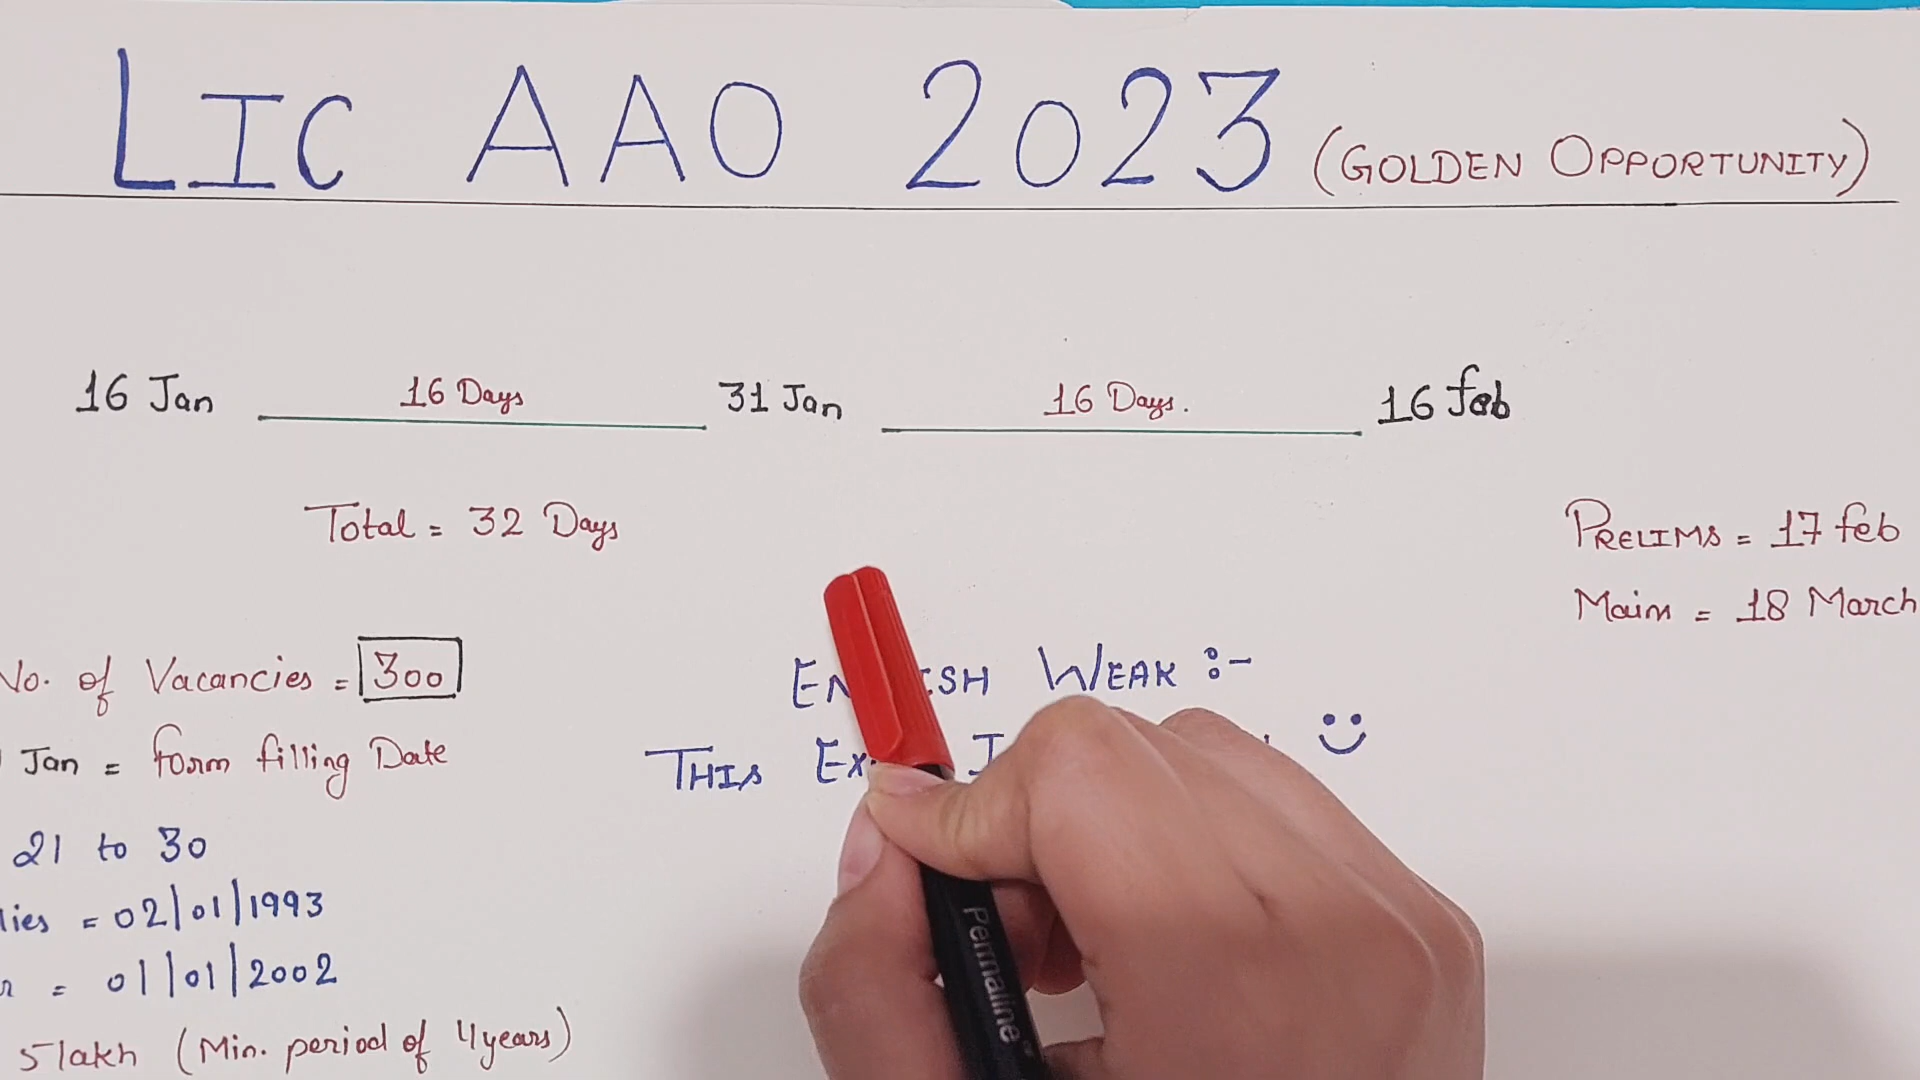 LIC AAO 2023 (GOLDEN OPPORTUNITY)
16 Jan 16 Days 31 Jan 16 Days. 16 feb
Total = 32 Days
PRELIMS = 17 feb
Main = 18 March
No. of Vacancies = 300
Jan = form filling Date
21 to 30
= 02/01/1993
= 01/01/2002
5 lakh (Min. period of 4 years)
WEAK :-
THIS
Permaline